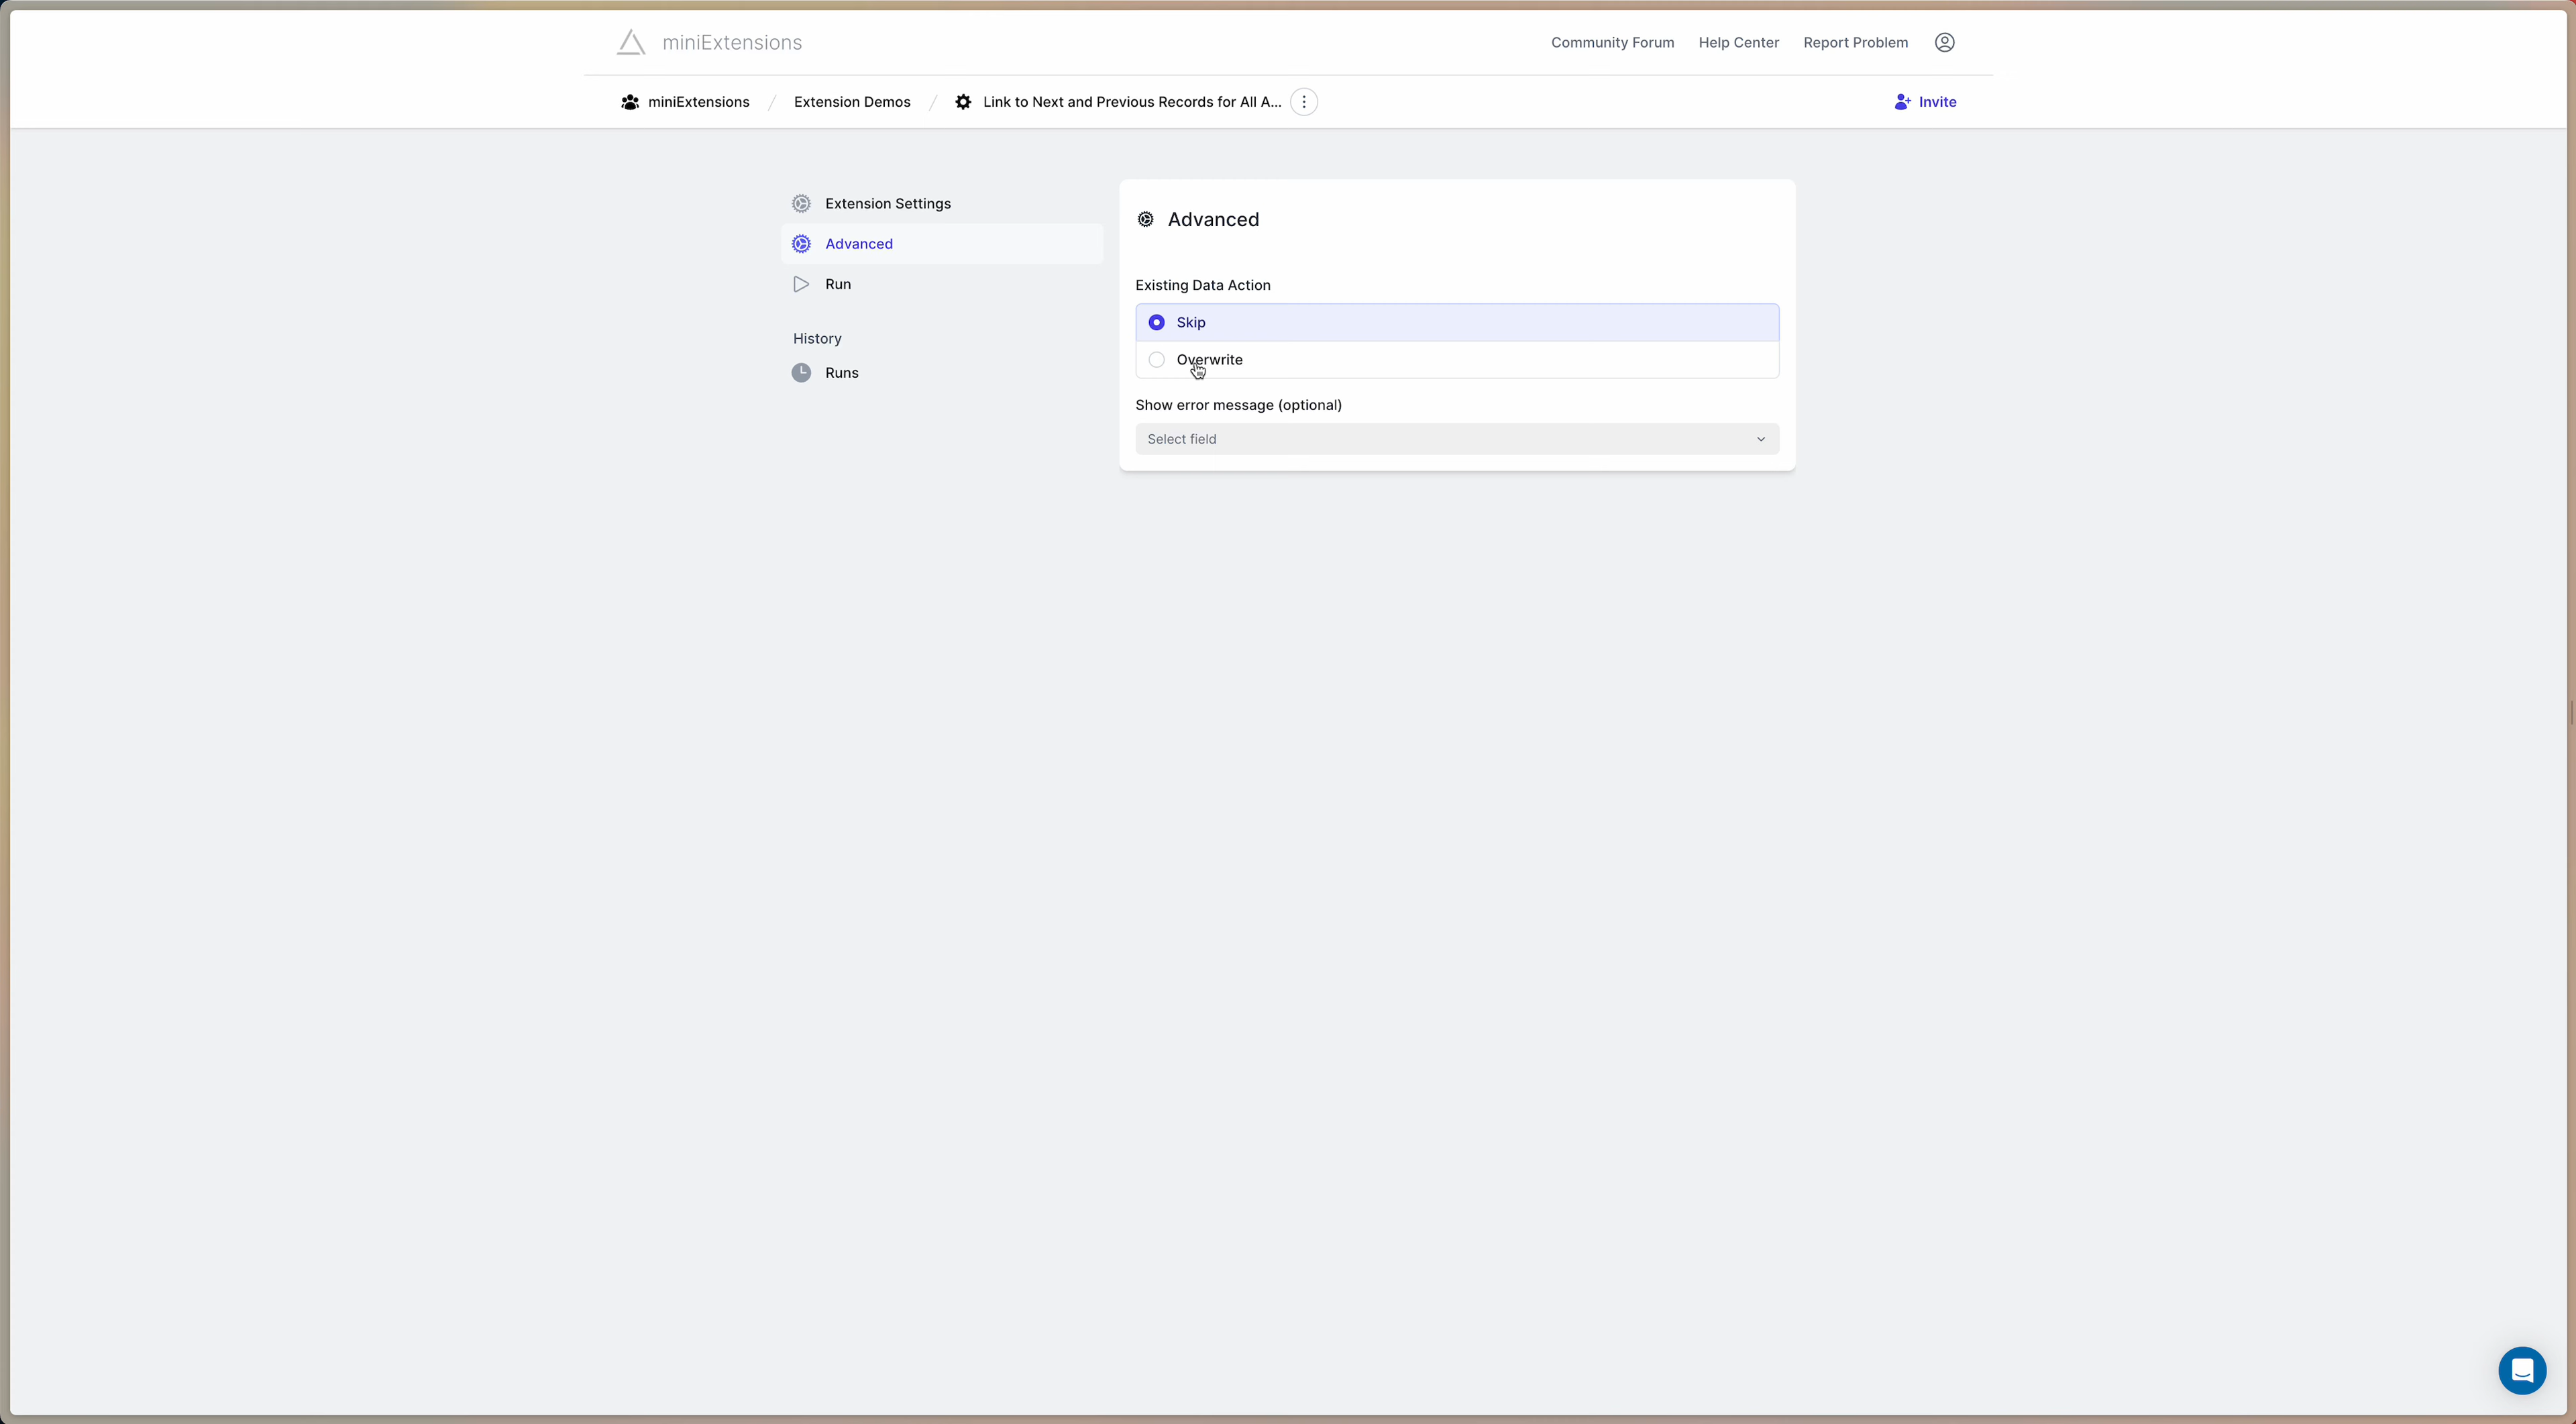 miniExtensions
Community Forum
Help Center
Report Problem
miniExtensions / Extension Demos / Link to Next and Previous Records for All A...
Invite
Extension Settings
Advanced
Run
History
Runs
Advanced
Existing Data Action
Skip
Overwrite
Show error message (optional)
Select field